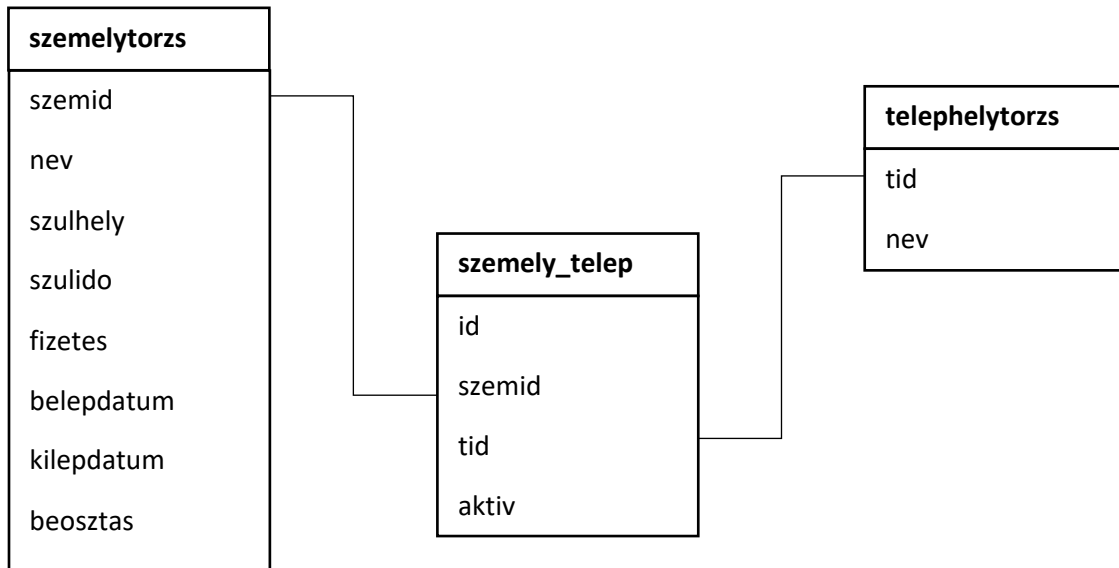 szemelytorzs
szemid
nev
szulhely
szulido
fizetes
belepdatum
kilepdatum
beosztas
szemely_telep
id
szemid
tid
aktiv
telephelytorzs
tid
nev